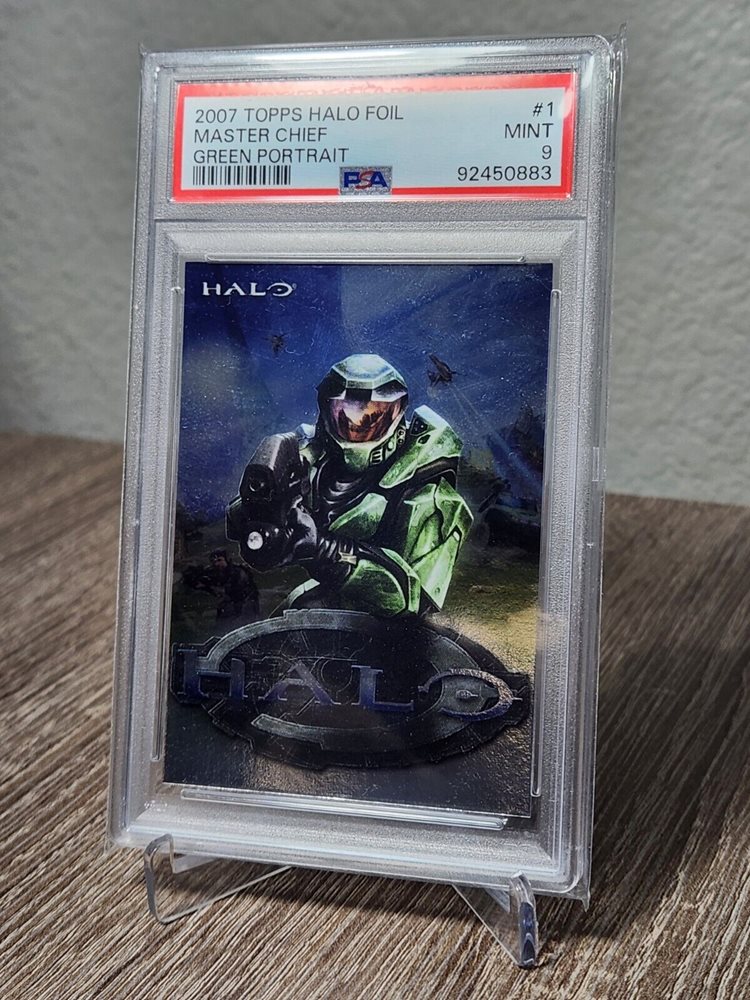 2007 TOPPS HALO FOIL #1
MASTER CHIEF MINT
GREEN PORTRAIT 9
PSA 92450883
HALO®
HALO